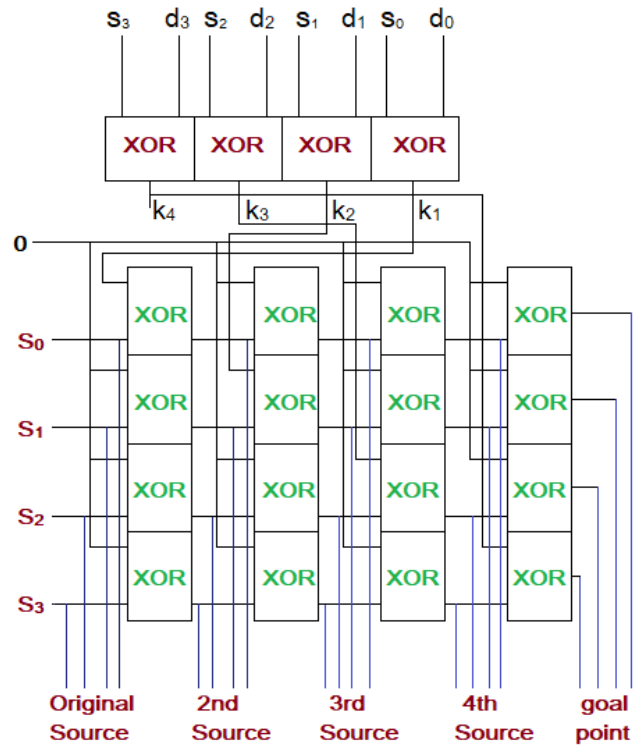 s₃ d₃ s₂ d₂ s₁ d₁ s₀ d₀
XOR XOR XOR XOR
k₄ k₃ k₂ k₁
0
XOR XOR XOR XOR
S₀
XOR XOR XOR XOR
S₁
XOR XOR XOR XOR
S₂
XOR XOR XOR XOR
S₃
Original 2nd 3rd 4th goal
Source Source Source Source point